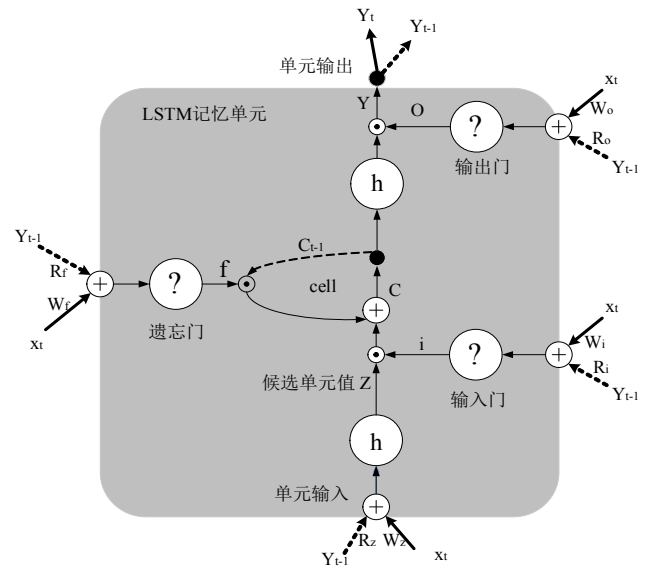 Yt
Yt-1
单元输出
xt
Y
O
Wo
LSTM记忆单元
+
?
Ro
输出门
Yt-1
h
Yt-1
Ct-1
Rf
f
+
?
cell
C
Wf
+
xt
xt
遗忘门
i
?
+
Wi
Ri
候选单元值 Z
输入门
Yt-1
h
单元输入
+
Rz
Wz
Yt-1
xt